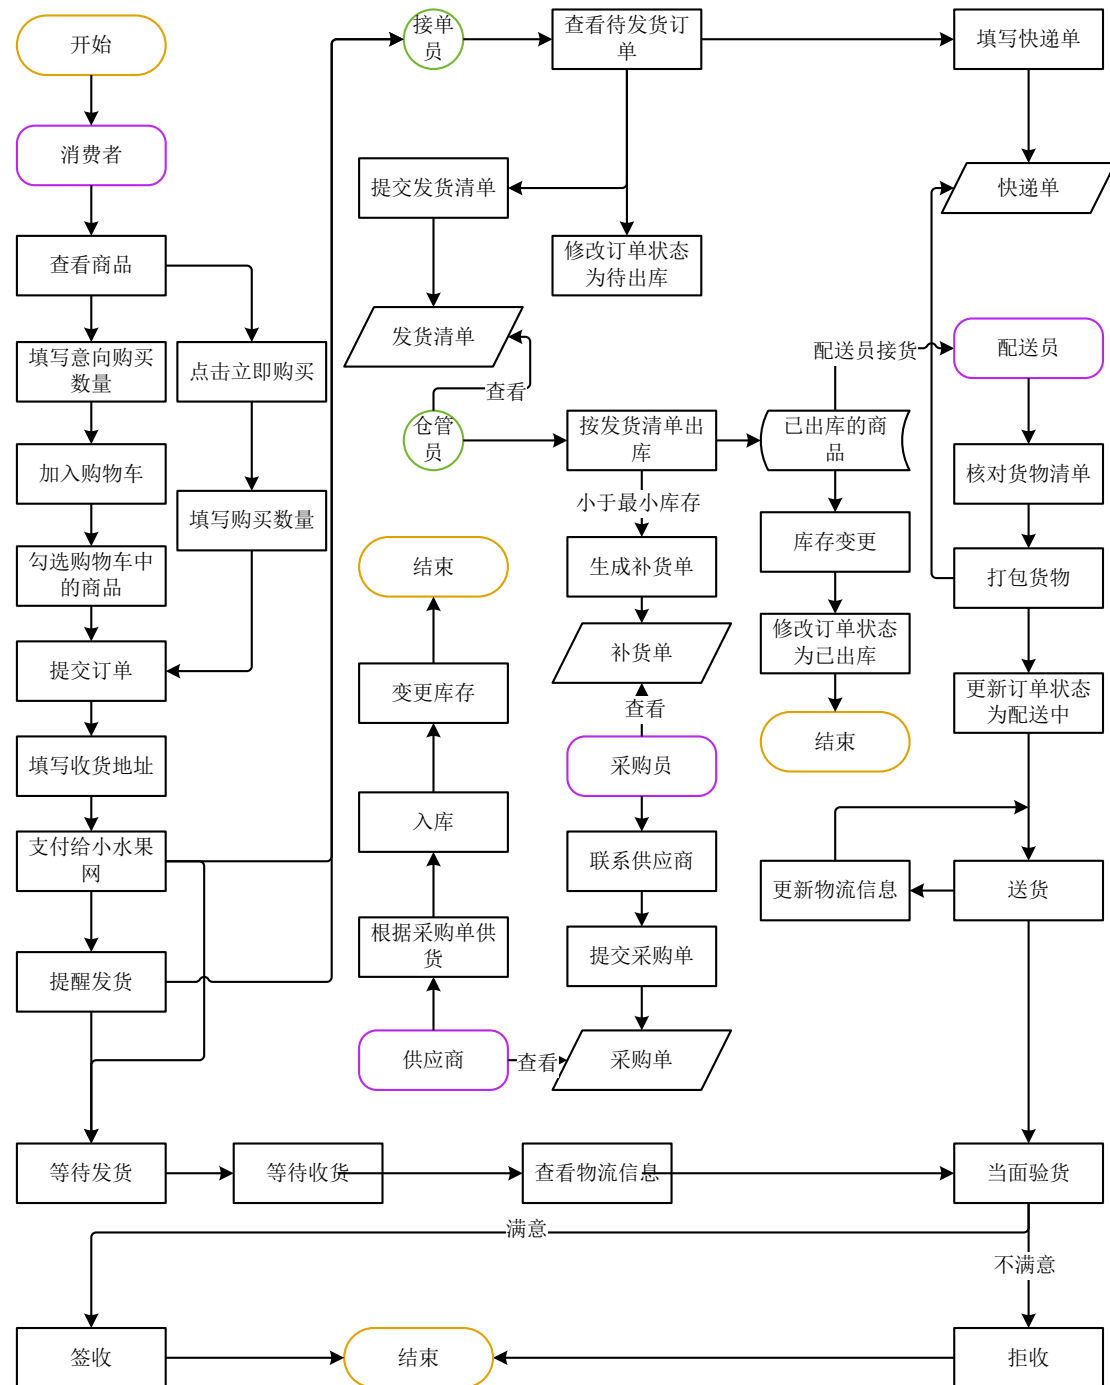 开始
接单
员
查看待发货订
单
填写快递单
消费者
提交发货清单
快递单
查看商品
修改订单状态
为待出库
发货清单
填写意向购买
数量
点击立即购买
配送员接货
配送员
查看
仓管
员
按发货清单出
库
已出库的商
品
加入购物车
核对货物清单
小于最小库存
填写购买数量
库存变更
勾选购物车中
的商品
结束
生成补货单
打包货物
提交订单
补货单
修改订单状态
为已出库
变更库存
更新订单状态
为配送中
查看
填写收货地址
采购员
结束
入库
支付给小水果
网
联系供应商
更新物流信息
送货
根据采购单供
货
提交采购单
提醒发货
供应商
查看
采购单
等待发货
等待收货
查看物流信息
当面验货
满意
不满意
签收
结束
拒收